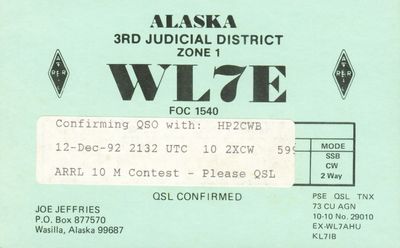 ALASKA
3RD JUDICIAL DISTRICT
ZONE 1
WL7E
FOC 1540
Confirming QSO with: HP2CWB
12-Dec-92 2132 UTC 10 2XCW 599
ARRL 10 M Contest - Please QSL
MODE
SSB
CW
2 Way
QSL CONFIRMED
JOE JEFFRIES
P.O. Box 877570
Wasilla, Alaska 99687
PSE QSL TNX
73 CU AGN
10-10 No. 29010
EX-WL7AHU
KL7IB